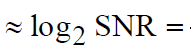 ≈ log₂ SNR =